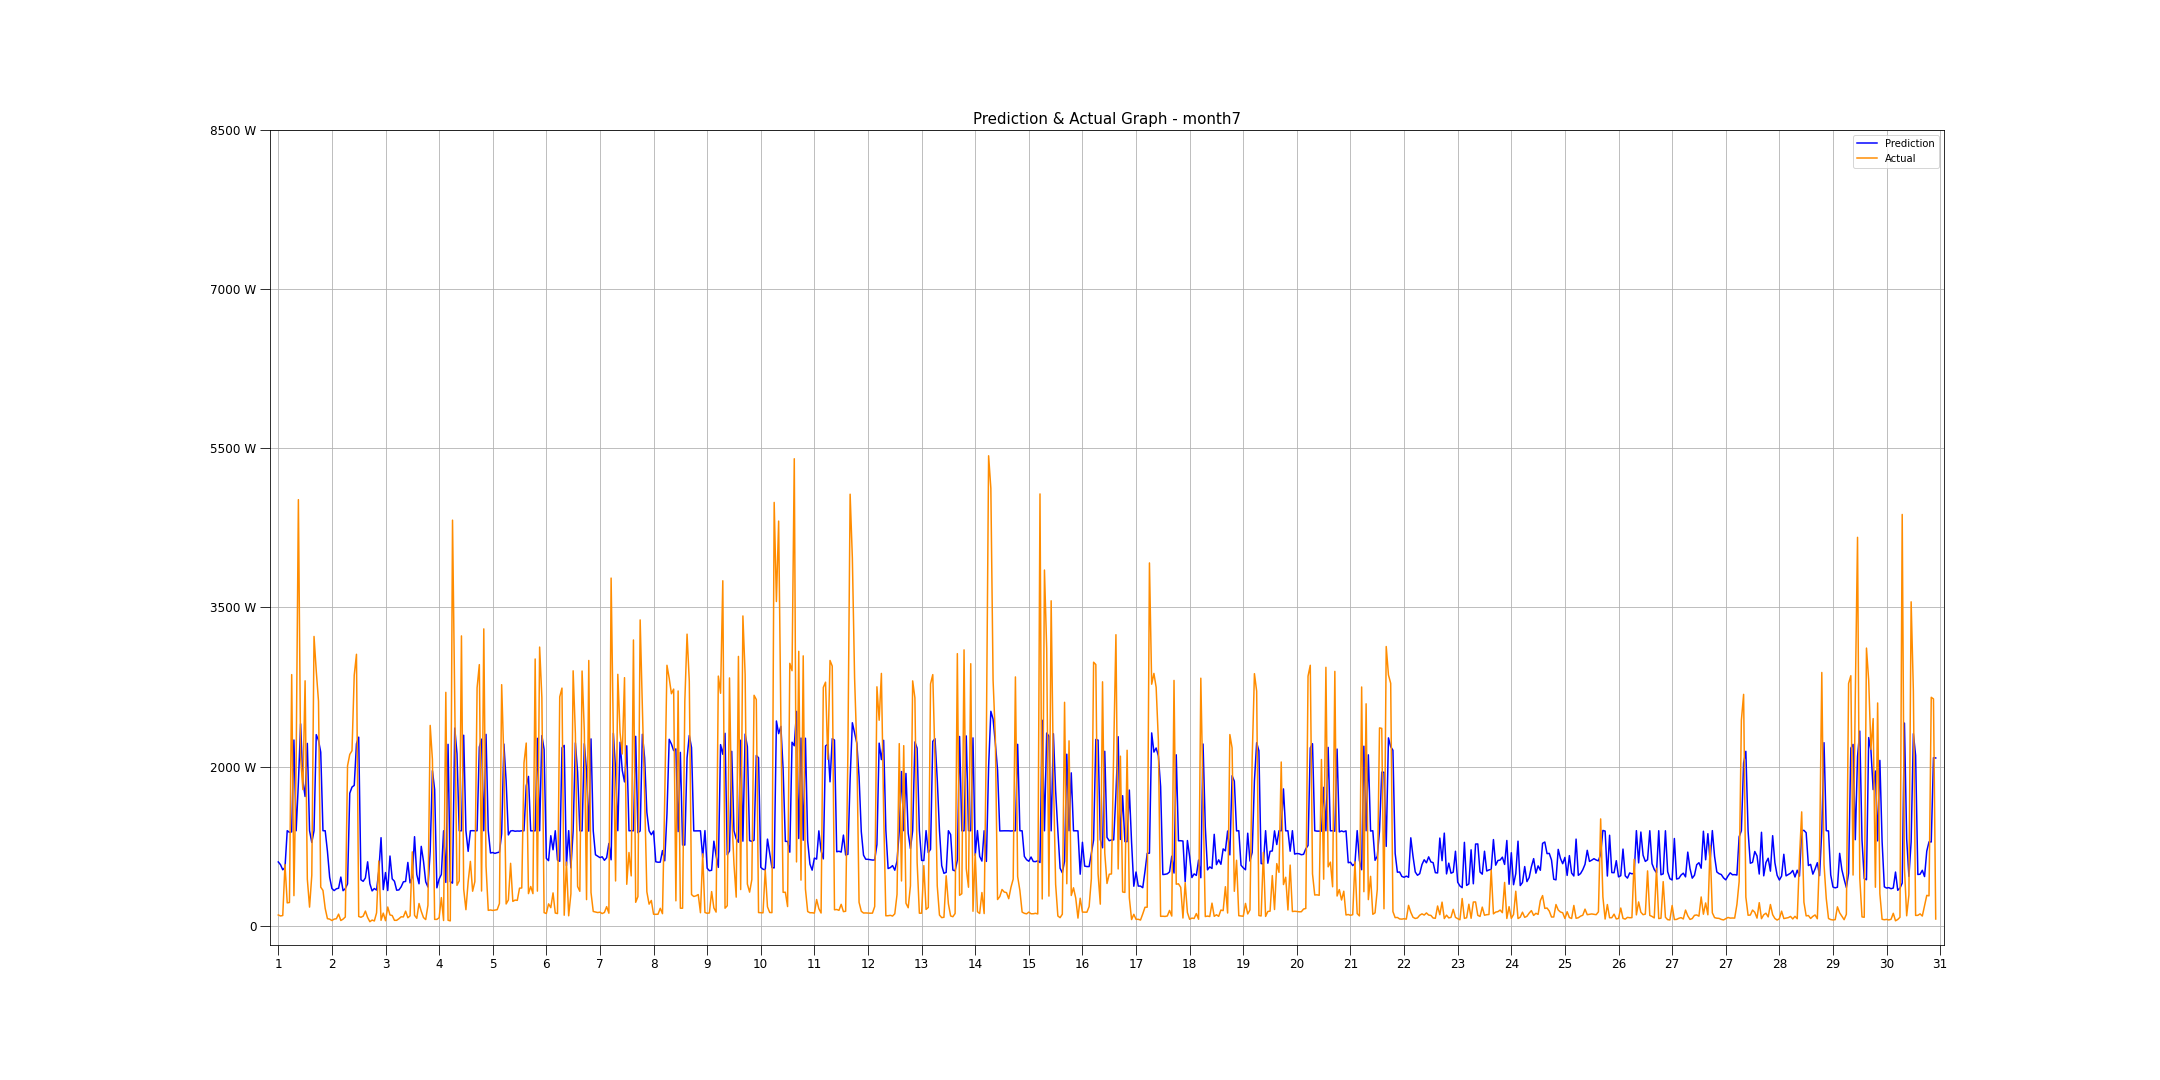 Prediction & Actual Graph - month7
8500 W
Prediction
Actual
7000 W
5500 W
3500 W
2000 W
0
1 2 3 4 5 6 7 8 9 10 11 12 13 14 15 16 17 18 19 20 21 22 23 24 25 26 27 27 28 29 30 31